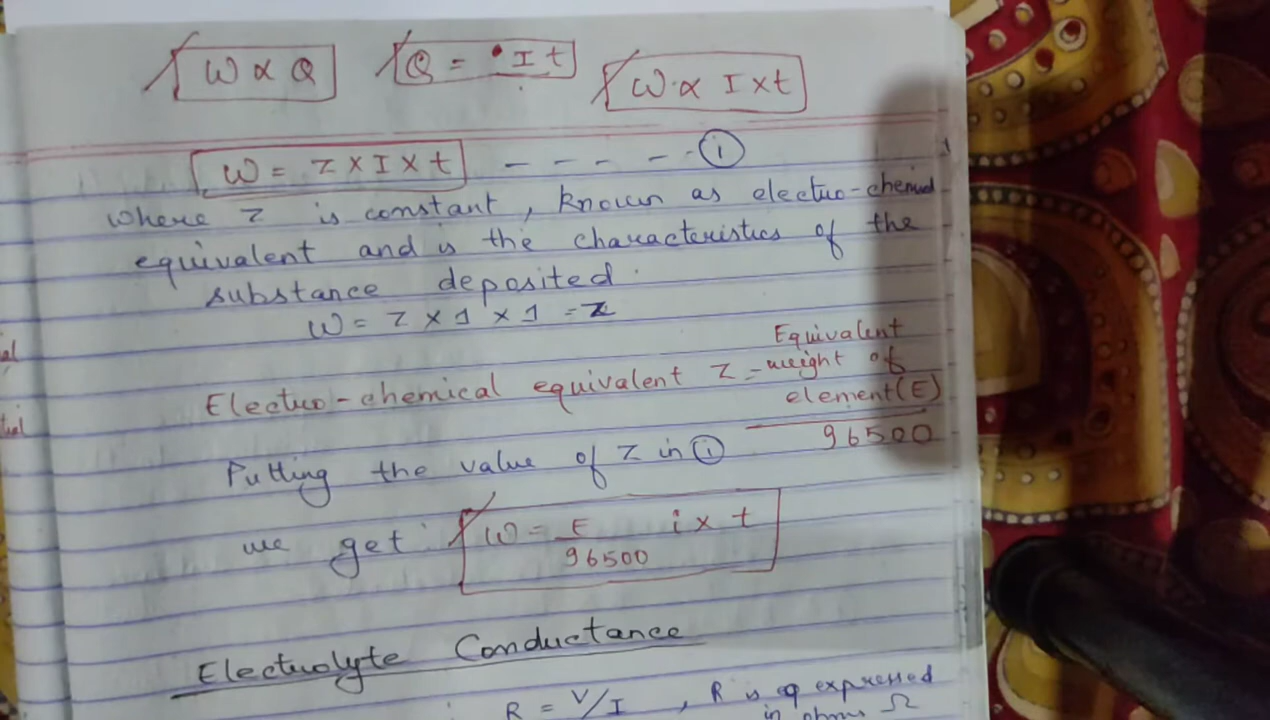 W ∝ Q   Q = I t   W ∝ I x t
W = Z x I x t - - - - - (i)
where z is constant, known as electro-chemical
equivalent and is the characteristics of the
substance deposited.
W = Z x 1 x 1 = Z
Electro-chemical equivalent Z = Equivalent weight of element(E)
96500
Putting the value of Z in (i)
we get W = E i x t
96500
Electrolyte Conductance
R = V/I , R is eq expressed
in ohms Ω